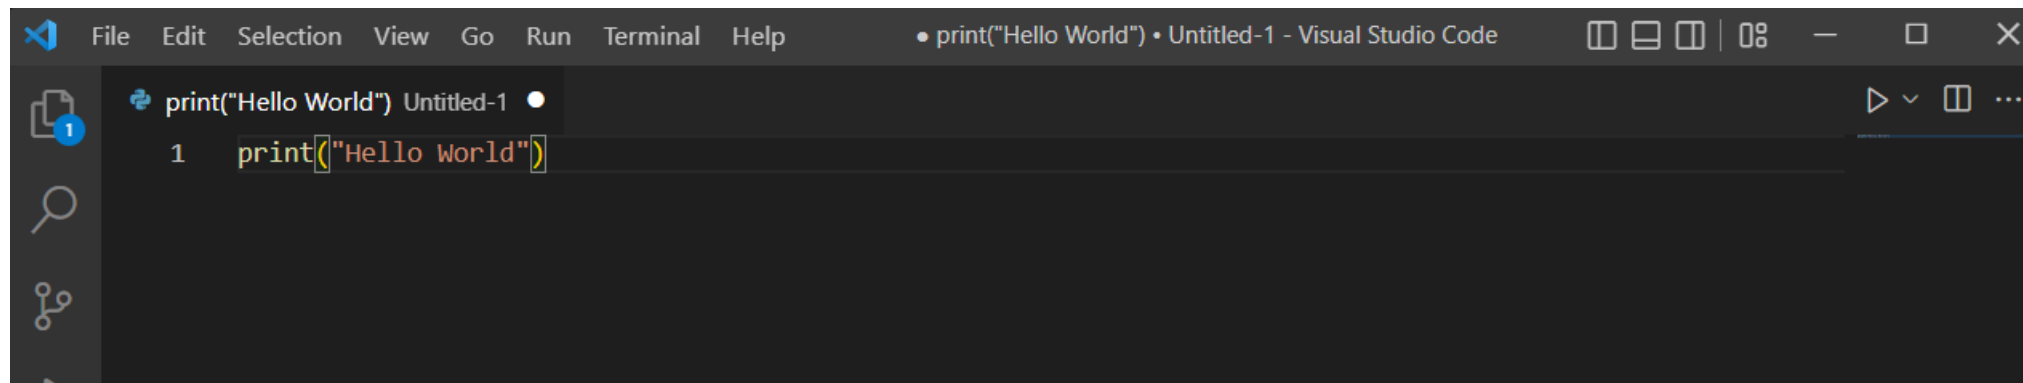 File Edit Selection View Go Run Terminal Help ● print("Hello World") • Untitled-1 - Visual Studio Code
print("Hello World") Untitled-1 ●
1
1 print("Hello World")